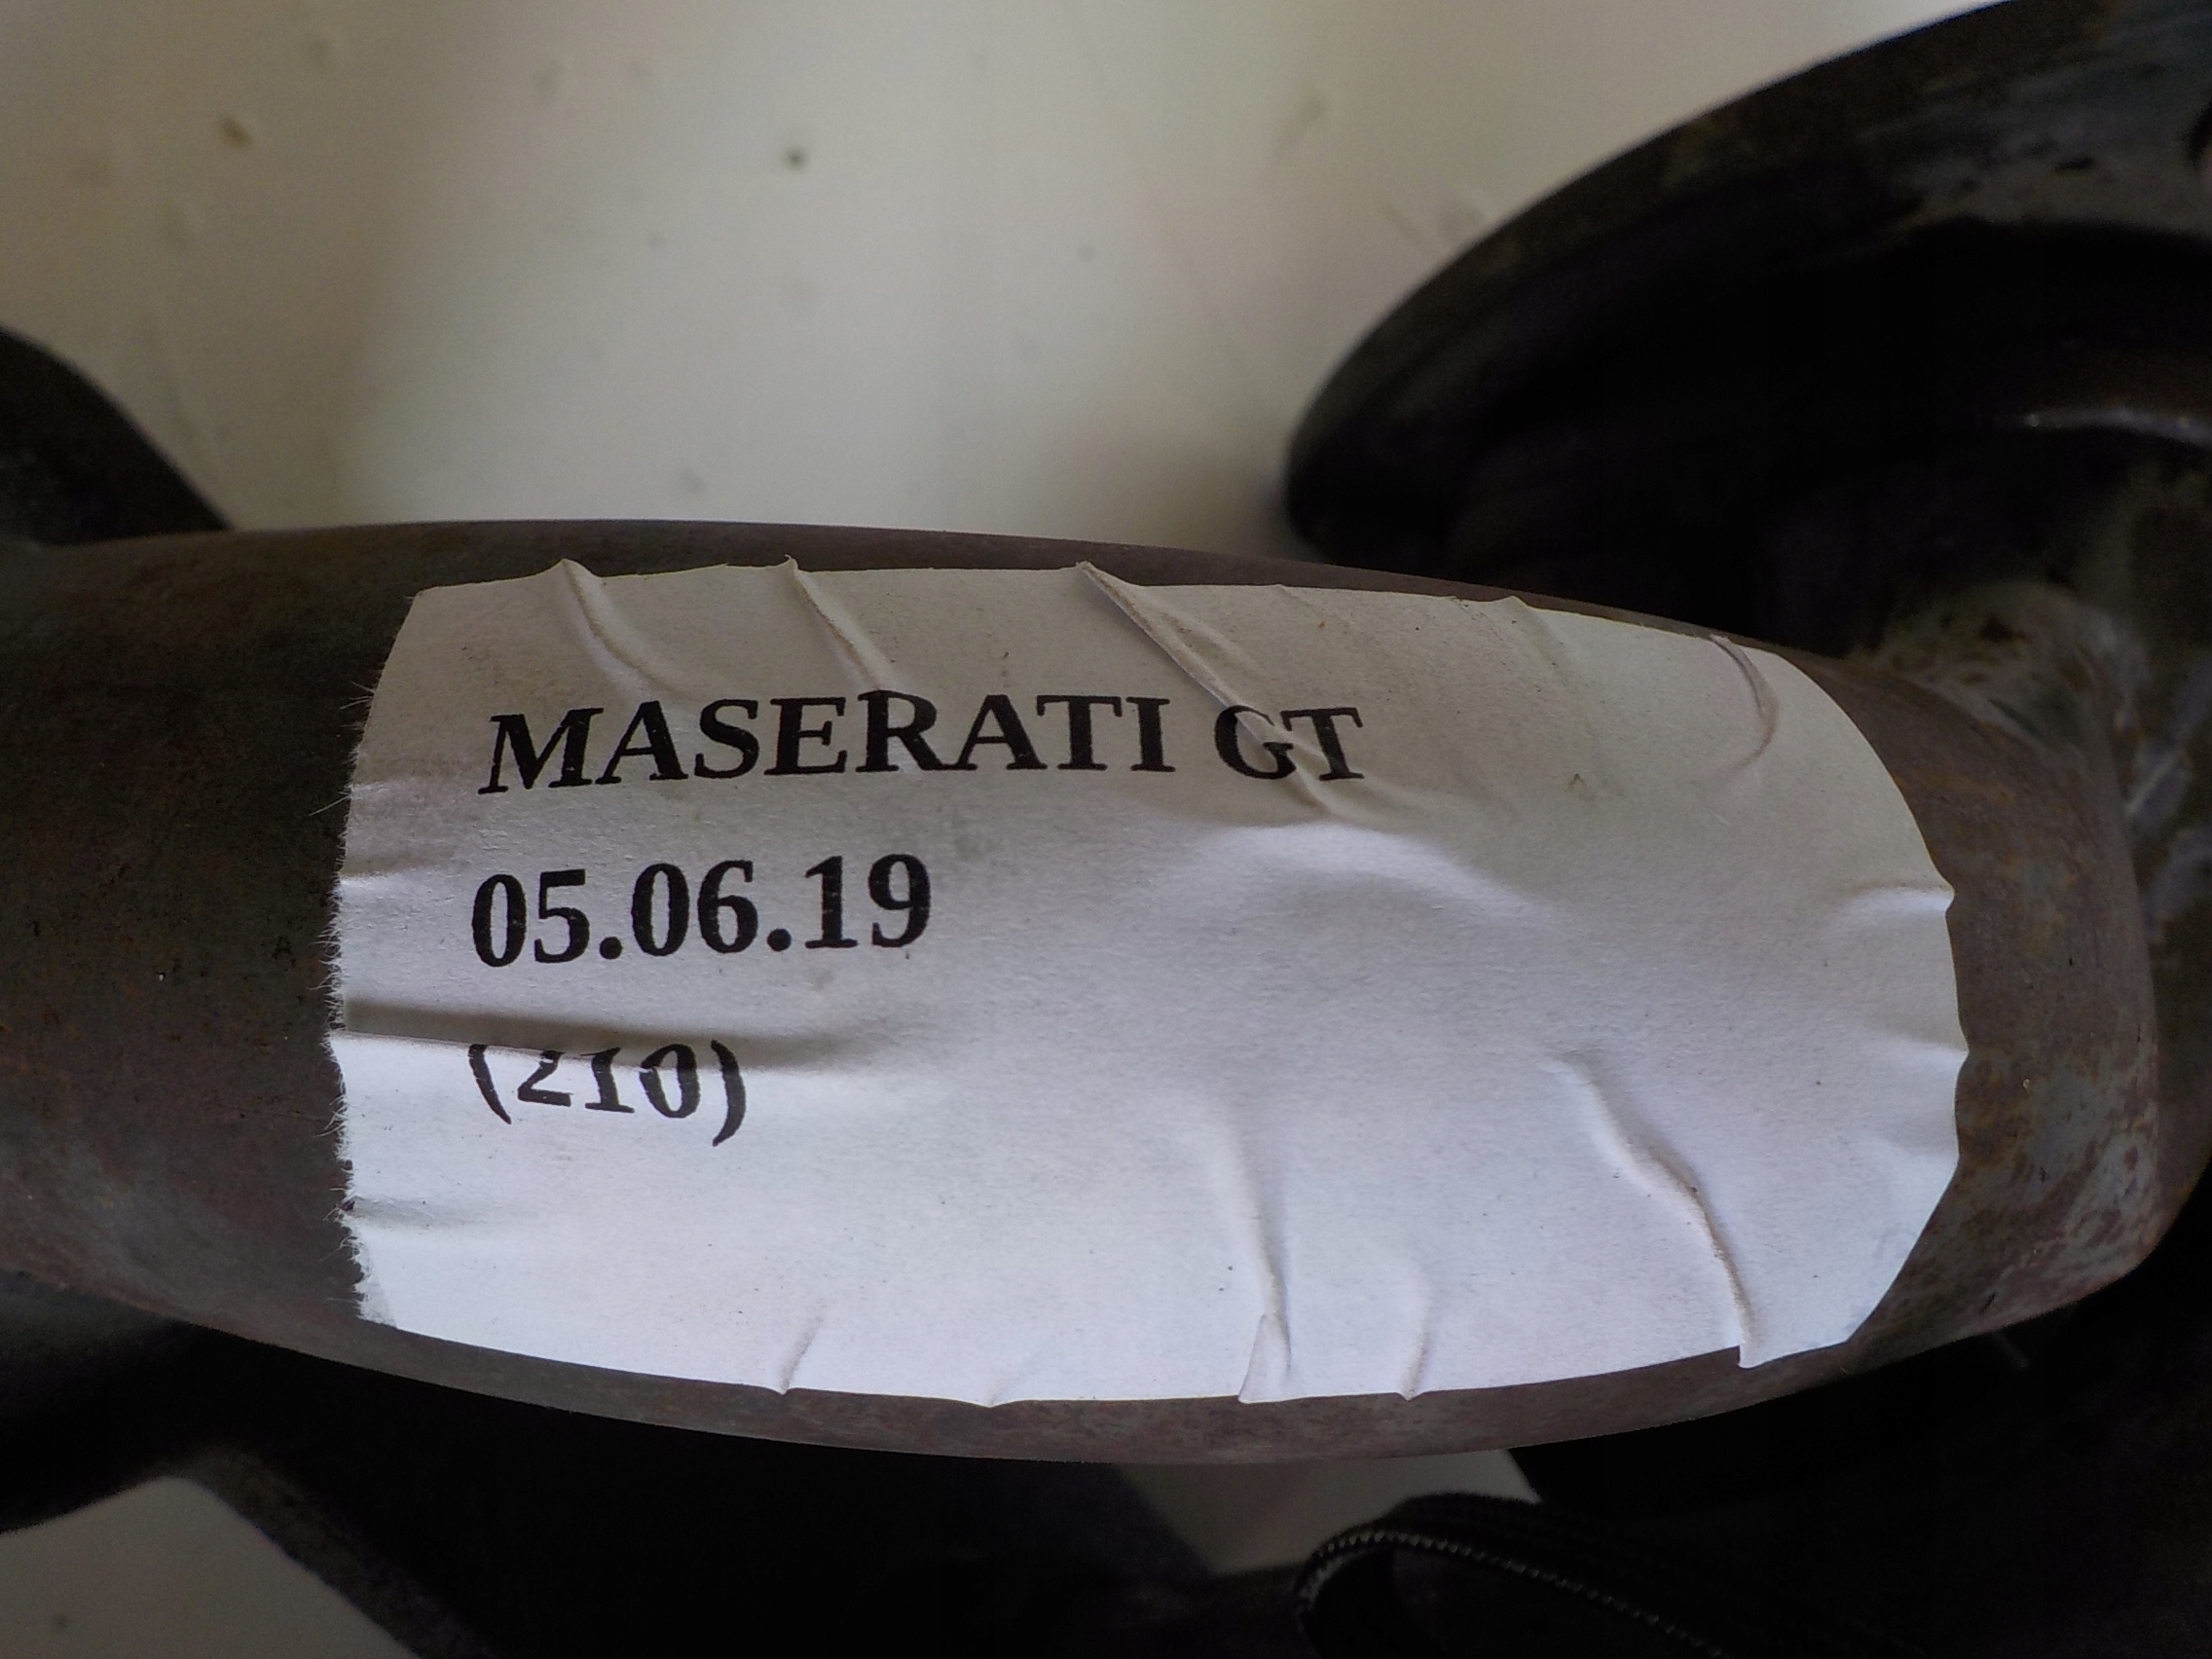 MASERATI GT
05.06.19
(210)